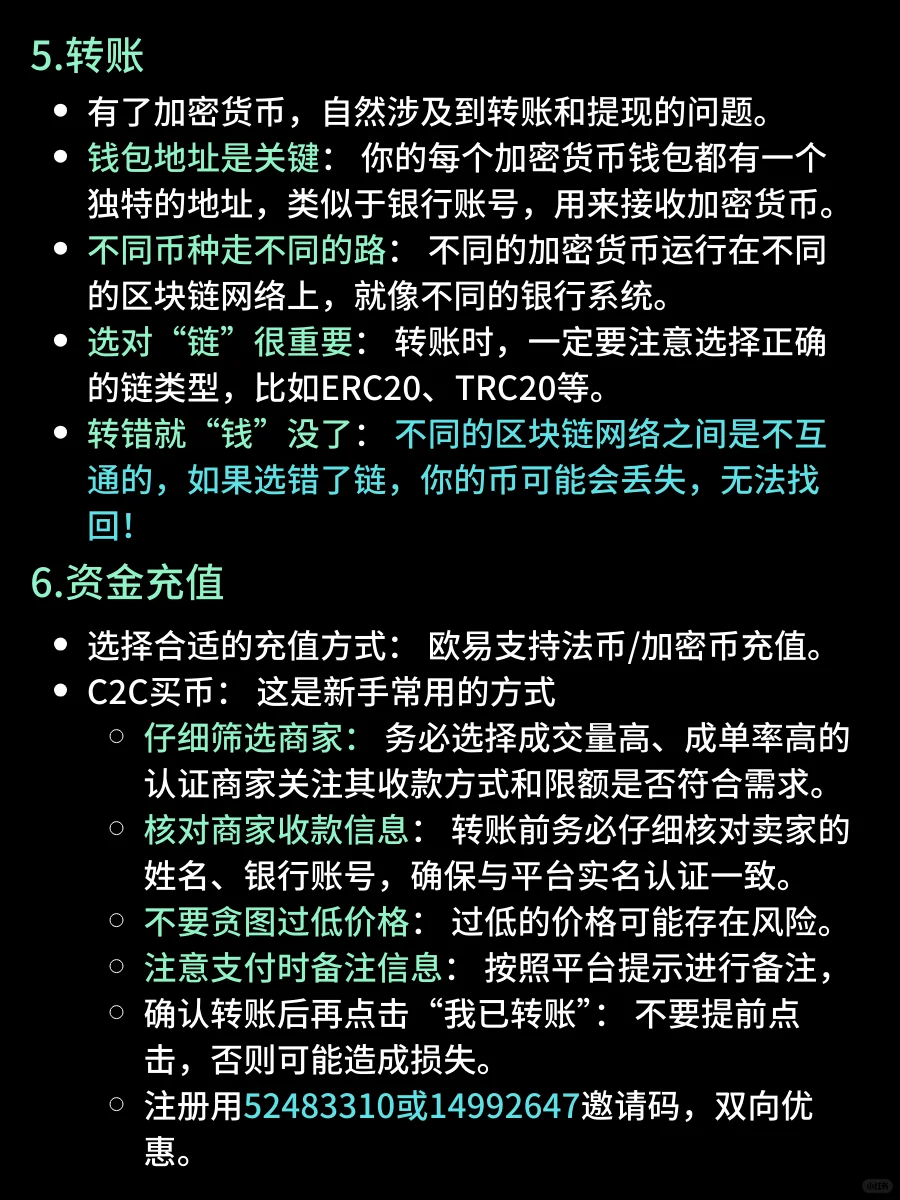 5.转账
有了加密货币，自然涉及到转账和提现的问题。
钱包地址是关键： 你的每个加密货币钱包都有一个
独特的地址，类似于银行账号，用来接收加密货币。
不同币种走不同的路： 不同的加密货币运行在不同
的区块链网络上，就像不同的银行系统。
选对“链”很重要： 转账时，一定要注意选择正确
的链类型，比如ERC20、TRC20等。
转错就“钱”没了： 不同的区块链网络之间是不互
通的，如果选错了链，你的币可能会丢失，无法找
回！
6.资金充值
选择合适的充值方式： 欧易支持法币/加密币充值。
C2C买币： 这是新手常用的方式
仔细筛选商家： 务必选择成交量高、成单率高的
认证商家关注其收款方式和限额是否符合需求。
核对商家收款信息： 转账前务必仔细核对卖家的
姓名、银行账号，确保与平台实名认证一致。
不要贪图过低价格： 过低的价格可能存在风险。
注意支付时备注信息： 按照平台提示进行备注，
确认转账后再点击“我已转账”： 不要提前点
击，否则可能造成损失。
注册用52483310或14992647邀请码，双向优
惠。
小红书